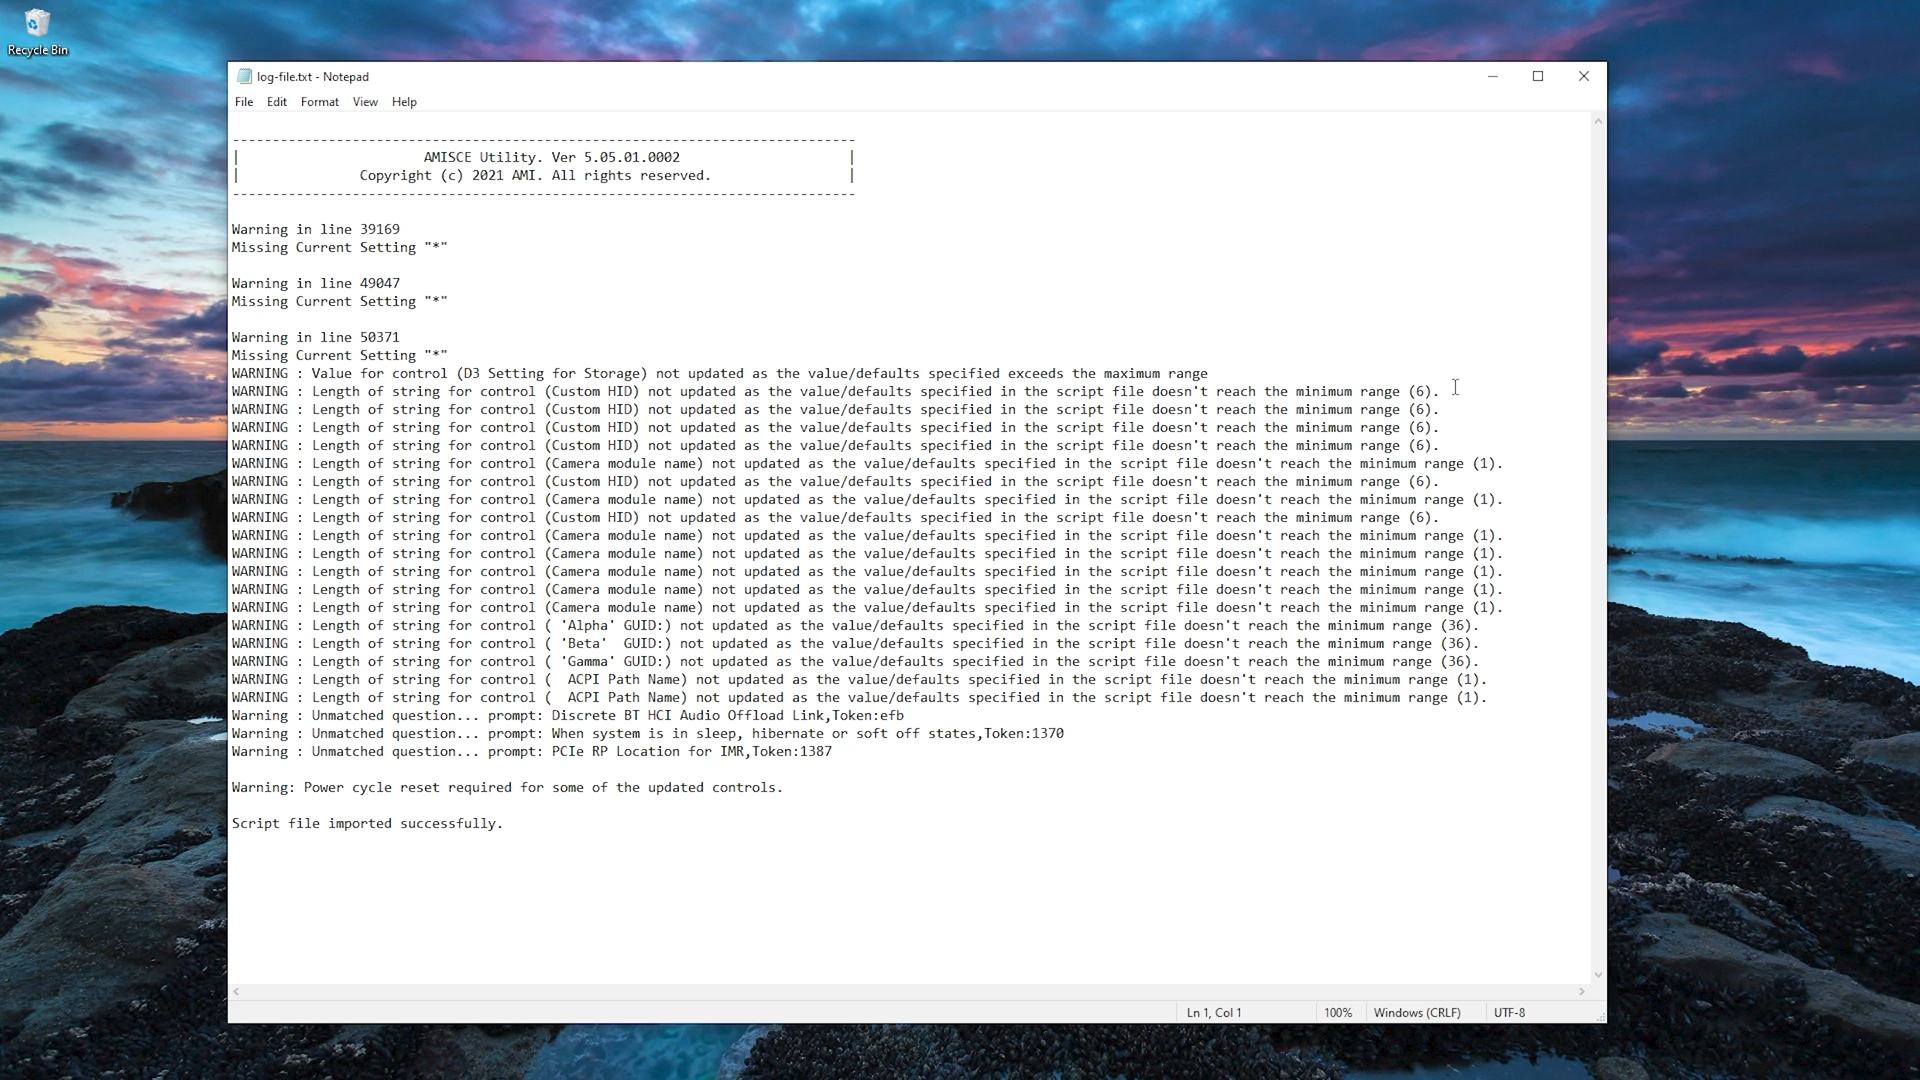 Recycle Bin
log-file.txt - Notepad
File Edit Format View Help
------------------------------------------------------------------------------
| AMISCE Utility. Ver 5.05.01.0002 |
| Copyright (c) 2021 AMI. All rights reserved. |
------------------------------------------------------------------------------
Warning in line 39169
Missing Current Setting "*"
Warning in line 49047
Missing Current Setting "*"
Warning in line 50371
Missing Current Setting "*"
WARNING : Value for control (D3 Setting for Storage) not updated as the value/defaults specified exceeds the maximum range
WARNING : Length of string for control (Custom HID) not updated as the value/defaults specified in the script file doesn't reach the minimum range (6).
WARNING : Length of string for control (Custom HID) not updated as the value/defaults specified in the script file doesn't reach the minimum range (6).
WARNING : Length of string for control (Custom HID) not updated as the value/defaults specified in the script file doesn't reach the minimum range (6).
WARNING : Length of string for control (Custom HID) not updated as the value/defaults specified in the script file doesn't reach the minimum range (6).
WARNING : Length of string for control (Camera module name) not updated as the value/defaults specified in the script file doesn't reach the minimum range (1).
WARNING : Length of string for control (Custom HID) not updated as the value/defaults specified in the script file doesn't reach the minimum range (6).
WARNING : Length of string for control (Camera module name) not updated as the value/defaults specified in the script file doesn't reach the minimum range (1).
WARNING : Length of string for control (Custom HID) not updated as the value/defaults specified in the script file doesn't reach the minimum range (6).
WARNING : Length of string for control (Camera module name) not updated as the value/defaults specified in the script file doesn't reach the minimum range (1).
WARNING : Length of string for control (Camera module name) not updated as the value/defaults specified in the script file doesn't reach the minimum range (1).
WARNING : Length of string for control (Camera module name) not updated as the value/defaults specified in the script file doesn't reach the minimum range (1).
WARNING : Length of string for control (Camera module name) not updated as the value/defaults specified in the script file doesn't reach the minimum range (1).
WARNING : Length of string for control (Camera module name) not updated as the value/defaults specified in the script file doesn't reach the minimum range (1).
WARNING : Length of string for control ( 'Alpha' GUID:) not updated as the value/defaults specified in the script file doesn't reach the minimum range (36).
WARNING : Length of string for control ( 'Beta'  GUID:) not updated as the value/defaults specified in the script file doesn't reach the minimum range (36).
WARNING : Length of string for control ( 'Gamma' GUID:) not updated as the value/defaults specified in the script file doesn't reach the minimum range (36).
WARNING : Length of string for control (  ACPI Path Name) not updated as the value/defaults specified in the script file doesn't reach the minimum range (1).
WARNING : Length of string for control (  ACPI Path Name) not updated as the value/defaults specified in the script file doesn't reach the minimum range (1).
Warning : Unmatched question... prompt: Discrete BT HCI Audio Offload Link,Token:efb
Warning : Unmatched question... prompt: When system is in sleep, hibernate or soft off states,Token:1370
Warning : Unmatched question... prompt: PCIe RP Location for IMR,Token:1387
Warning: Power cycle reset required for some of the updated controls.
Script file imported successfully.
Ln 1, Col 1 100% Windows (CRLF) UTF-8